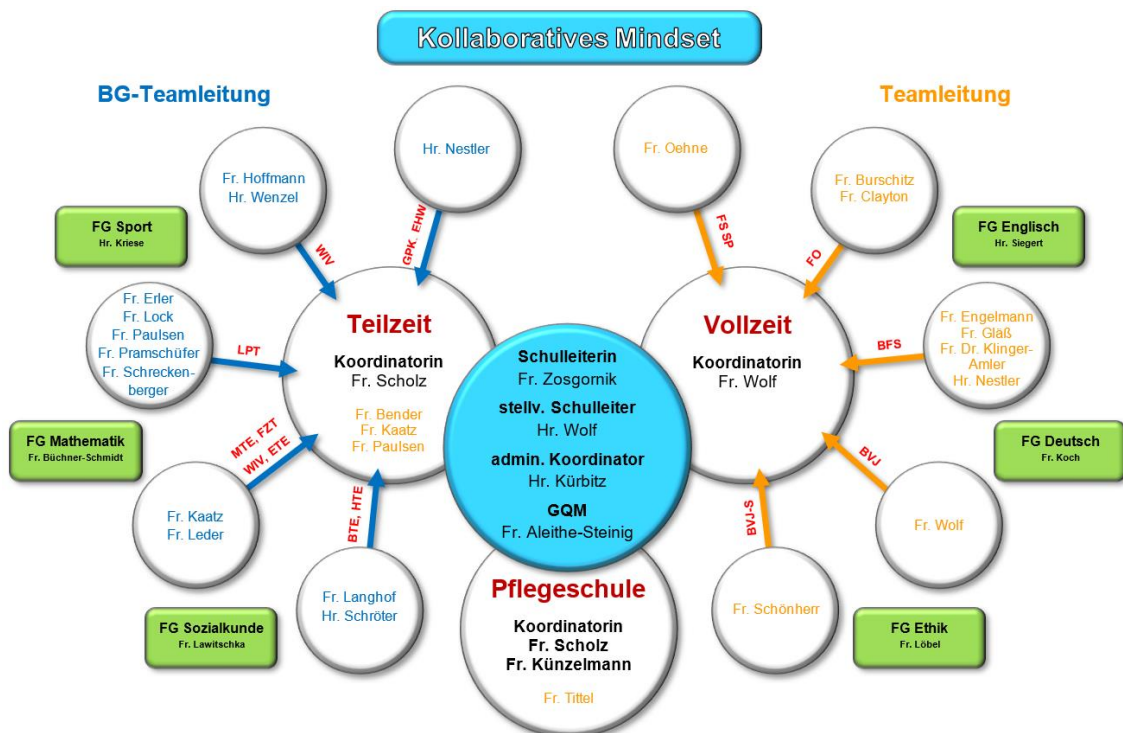 Kollaboratives Mindset
BG-Teamleitung
Teamleitung
Fr. Hoffmann
Hr. Wenzel
Hr. Nestler
Fr. Oehne
Fr. Burschitz
Fr. Clayton
FG Sport
Hr. Kriese
WIV
GPK. EHW
FS SP
FO
FG Englisch
Hr. Siegert
Fr. Erler
Fr. Lock
Fr. Paulsen
Fr. Pramschüfer
Fr. Schrecken-
berger
LPT
Teilzeit
Koordinatorin
Fr. Scholz
Fr. Bender
Fr. Kaatz
Fr. Paulsen
Schulleiterin
Fr. Zosgornik
stellv. Schulleiter
Hr. Wolf
admin. Koordinator
Hr. Kürbitz
GQM
Fr. Aleithe-Steinig
Vollzeit
Koordinatorin
Fr. Wolf
BFS
Fr. Engelmann
Fr. Gläß
Fr. Dr. Klinger-
Amler
Hr. Nestler
FG Mathematik
Fr. Büchner-Schmidt
MTE, FZT
WIV, ETE
Fr. Kaatz
Fr. Leder
BTE, HTE
BVJ-S
BVJ
FG Deutsch
Fr. Koch
Fr. Wolf
FG Sozialkunde
Fr. Lawitschka
Fr. Langhof
Hr. Schröter
Pflegeschule
Koordinatorin
Fr. Scholz
Fr. Künzelmann
Fr. Tittel
Fr. Schönherr
FG Ethik
Fr. Löbel